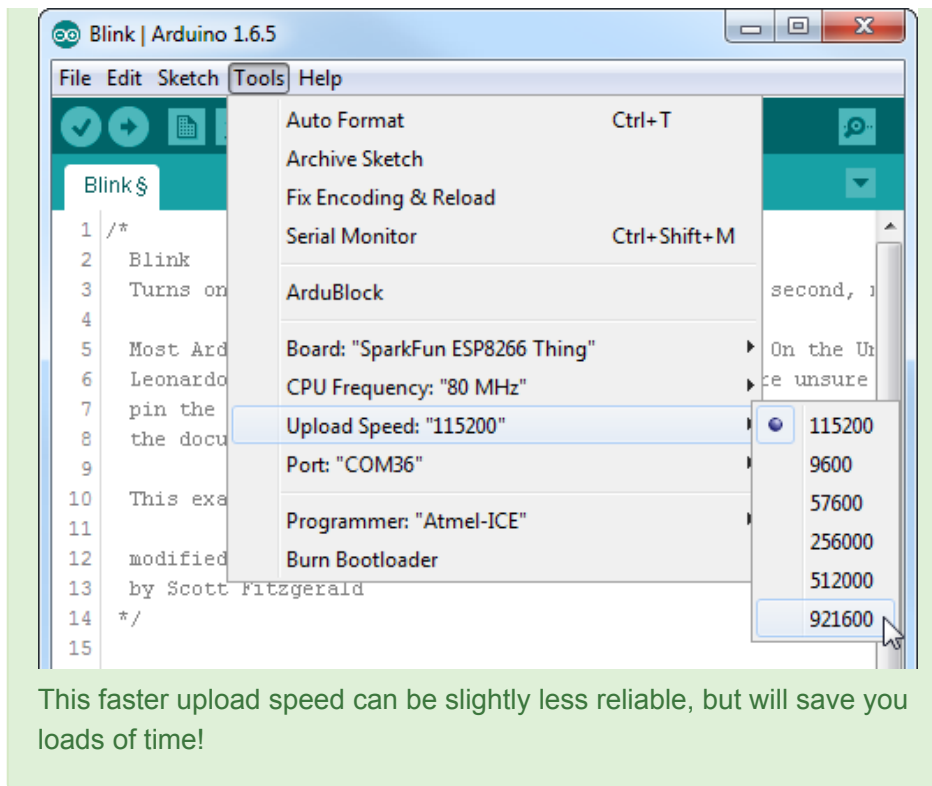 Blink | Arduino 1.6.5
File Edit Sketch Tools Help
Auto Format Ctrl+T
Archive Sketch
Fix Encoding & Reload
Serial Monitor Ctrl+Shift+M
ArduBlock
Board: "SparkFun ESP8266 Thing"
CPU Frequency: "80 MHz"
Upload Speed: "115200"
Port: "COM36"
Programmer: "Atmel-ICE"
Burn Bootloader
115200
9600
57600
256000
512000
921600
Blink §
1 /*
2 Blink
3 Turns on second,
4
5 Most On the
6 Leonardo unsure
7 pin the
8 the
9
10 This
11
12 modified
13 by Scott Fitzgerald
14 */
15
This faster upload speed can be slightly less reliable, but will save you
loads of time!